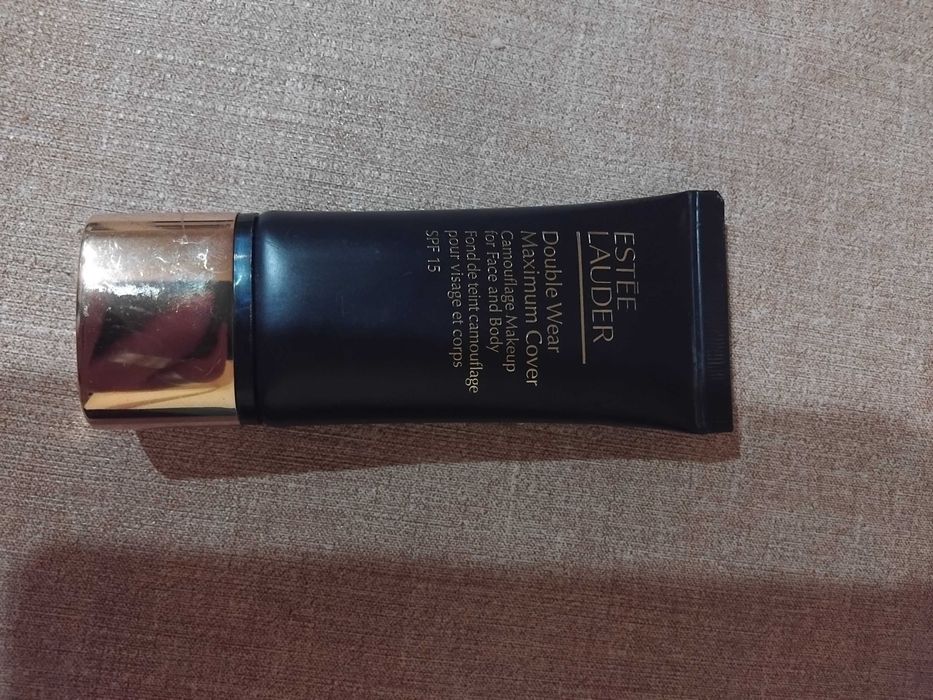 ESTĒE
LAUDER
Double Wear
Maximum Cover
Camouflage Makeup
for Face and Body
Fond de teint camouflage
pour visage et corps
SPF 15